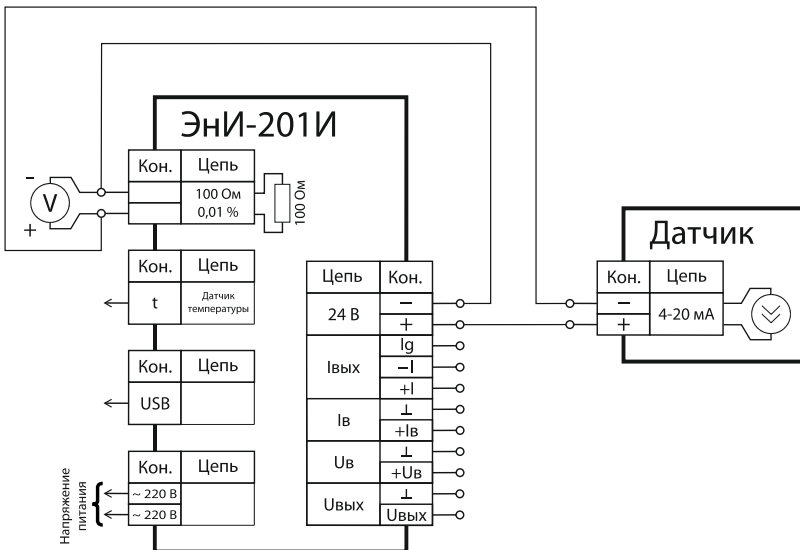 ЭнИ-201И
Кон. Цепь
100 Ом
0,01 %
100 Ом
-
V
+
Кон. Цепь
t
Датчик
температуры
Кон. Цепь
USB
Кон. Цепь
~ 220 В
~ 220 В
Напряжение
питания
Цепь Кон.
24 В
−
+
Iвых
Ig
−I
+I
Iв
⊥
+Iв
Uв
⊥
+Uв
Uвых
⊥
Uвых
Датчик
Кон. Цепь
−
+
4-20 мА